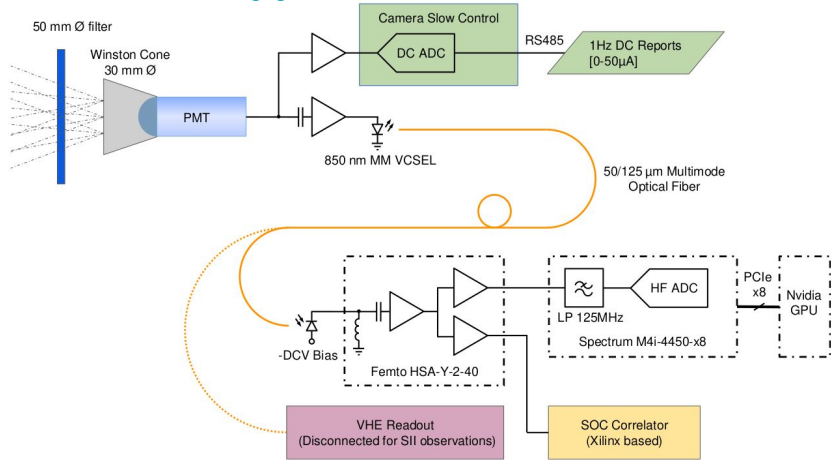 50 mm Ø filter
Winston Cone
30 mm Ø
PMT
Camera Slow Control
DC ADC
RS485
1Hz DC Reports
[0-50µA]
850 nm MM VCSEL
50/125 µm Multimode
Optical Fiber
-DCV Bias
Femto HSA-Y-2-40
LP 125MHz
HF ADC
Spectrum M4i-4450-x8
PCIe
x8
Nvidia
GPU
VHE Readout
(Disconnected for SII observations)
SOC Correlator
(Xilinx based)